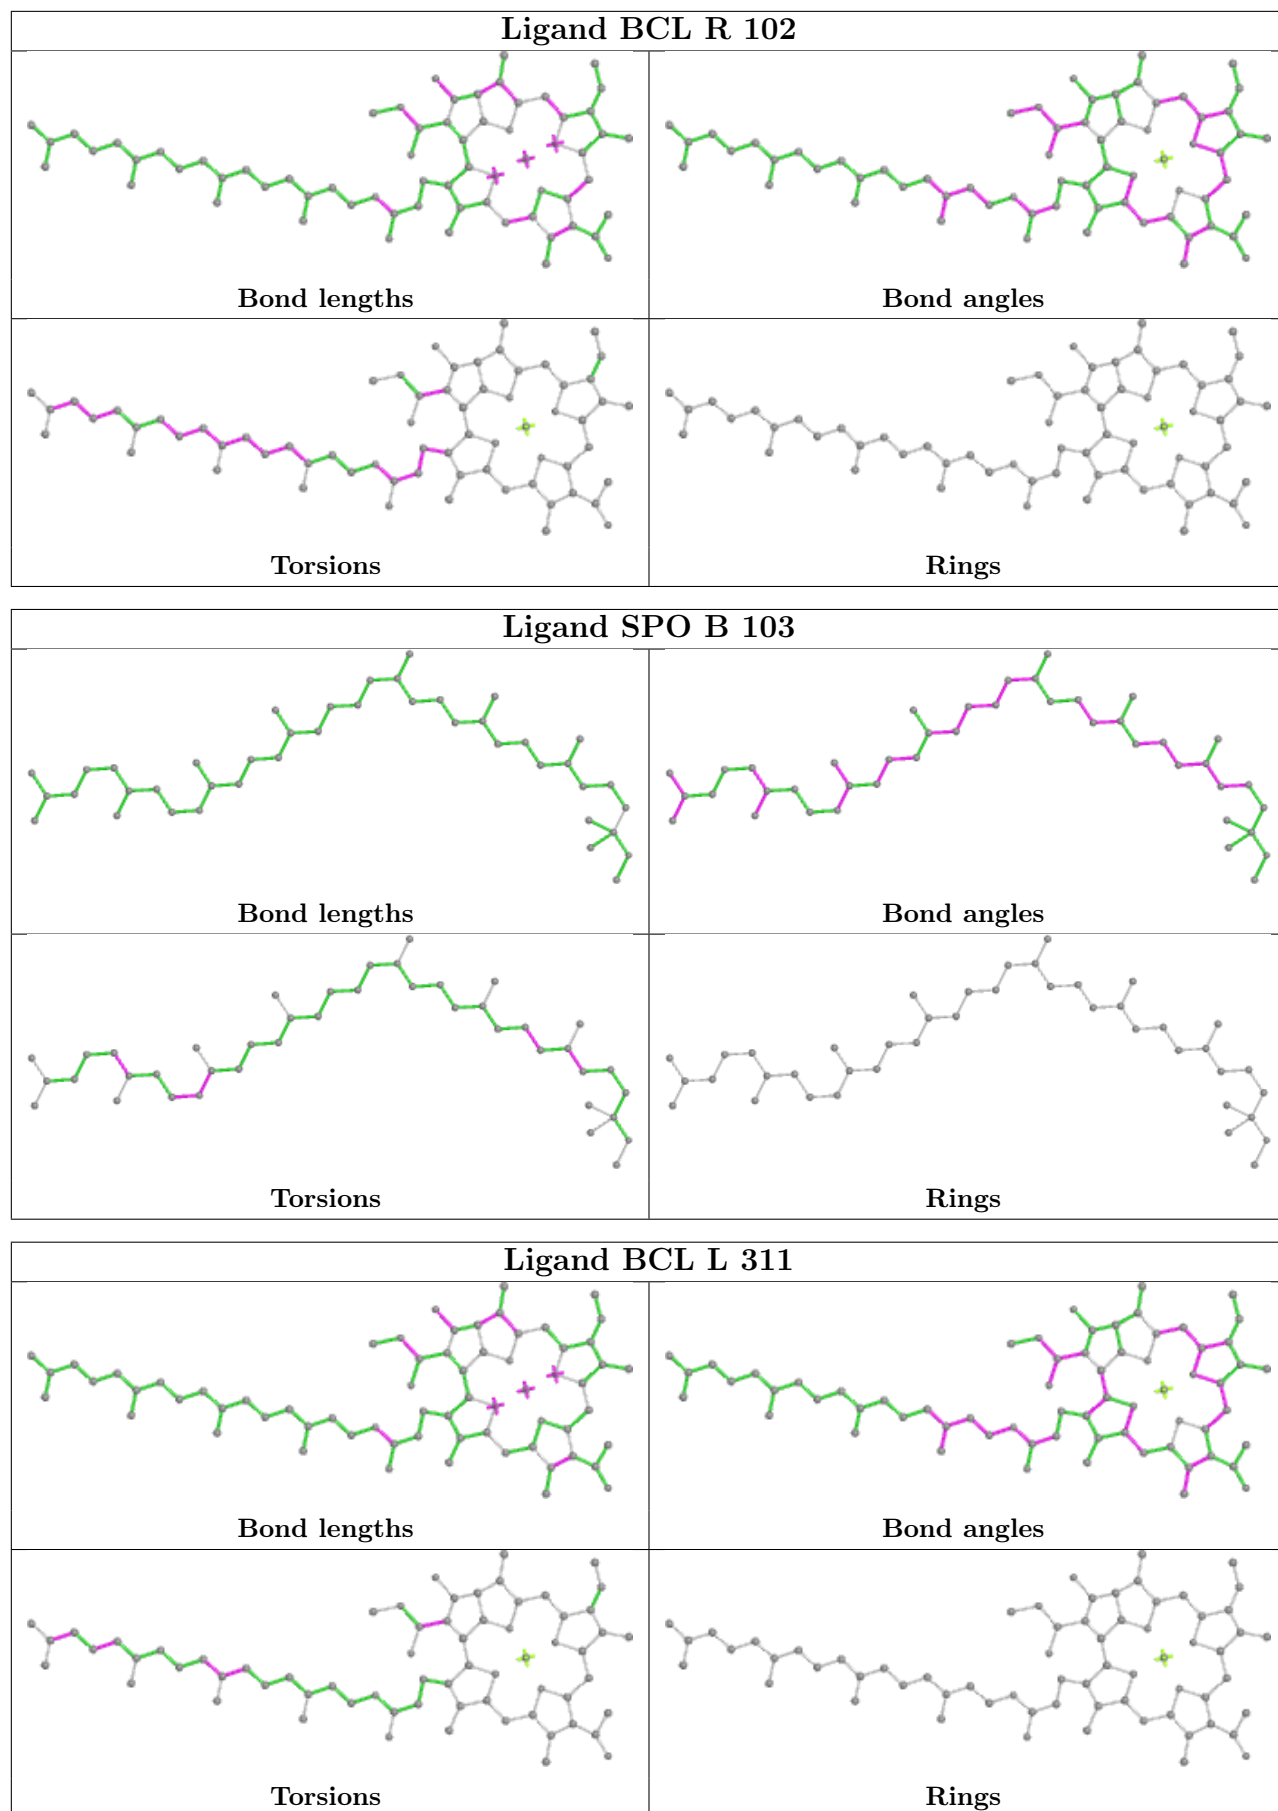 Ligand BCL R 102
Bond lengths
Bond angles
Torsions
Rings
Ligand SPO B 103
Bond lengths
Bond angles
Torsions
Rings
Ligand BCL L 311
Bond lengths
Bond angles
Torsions
Rings